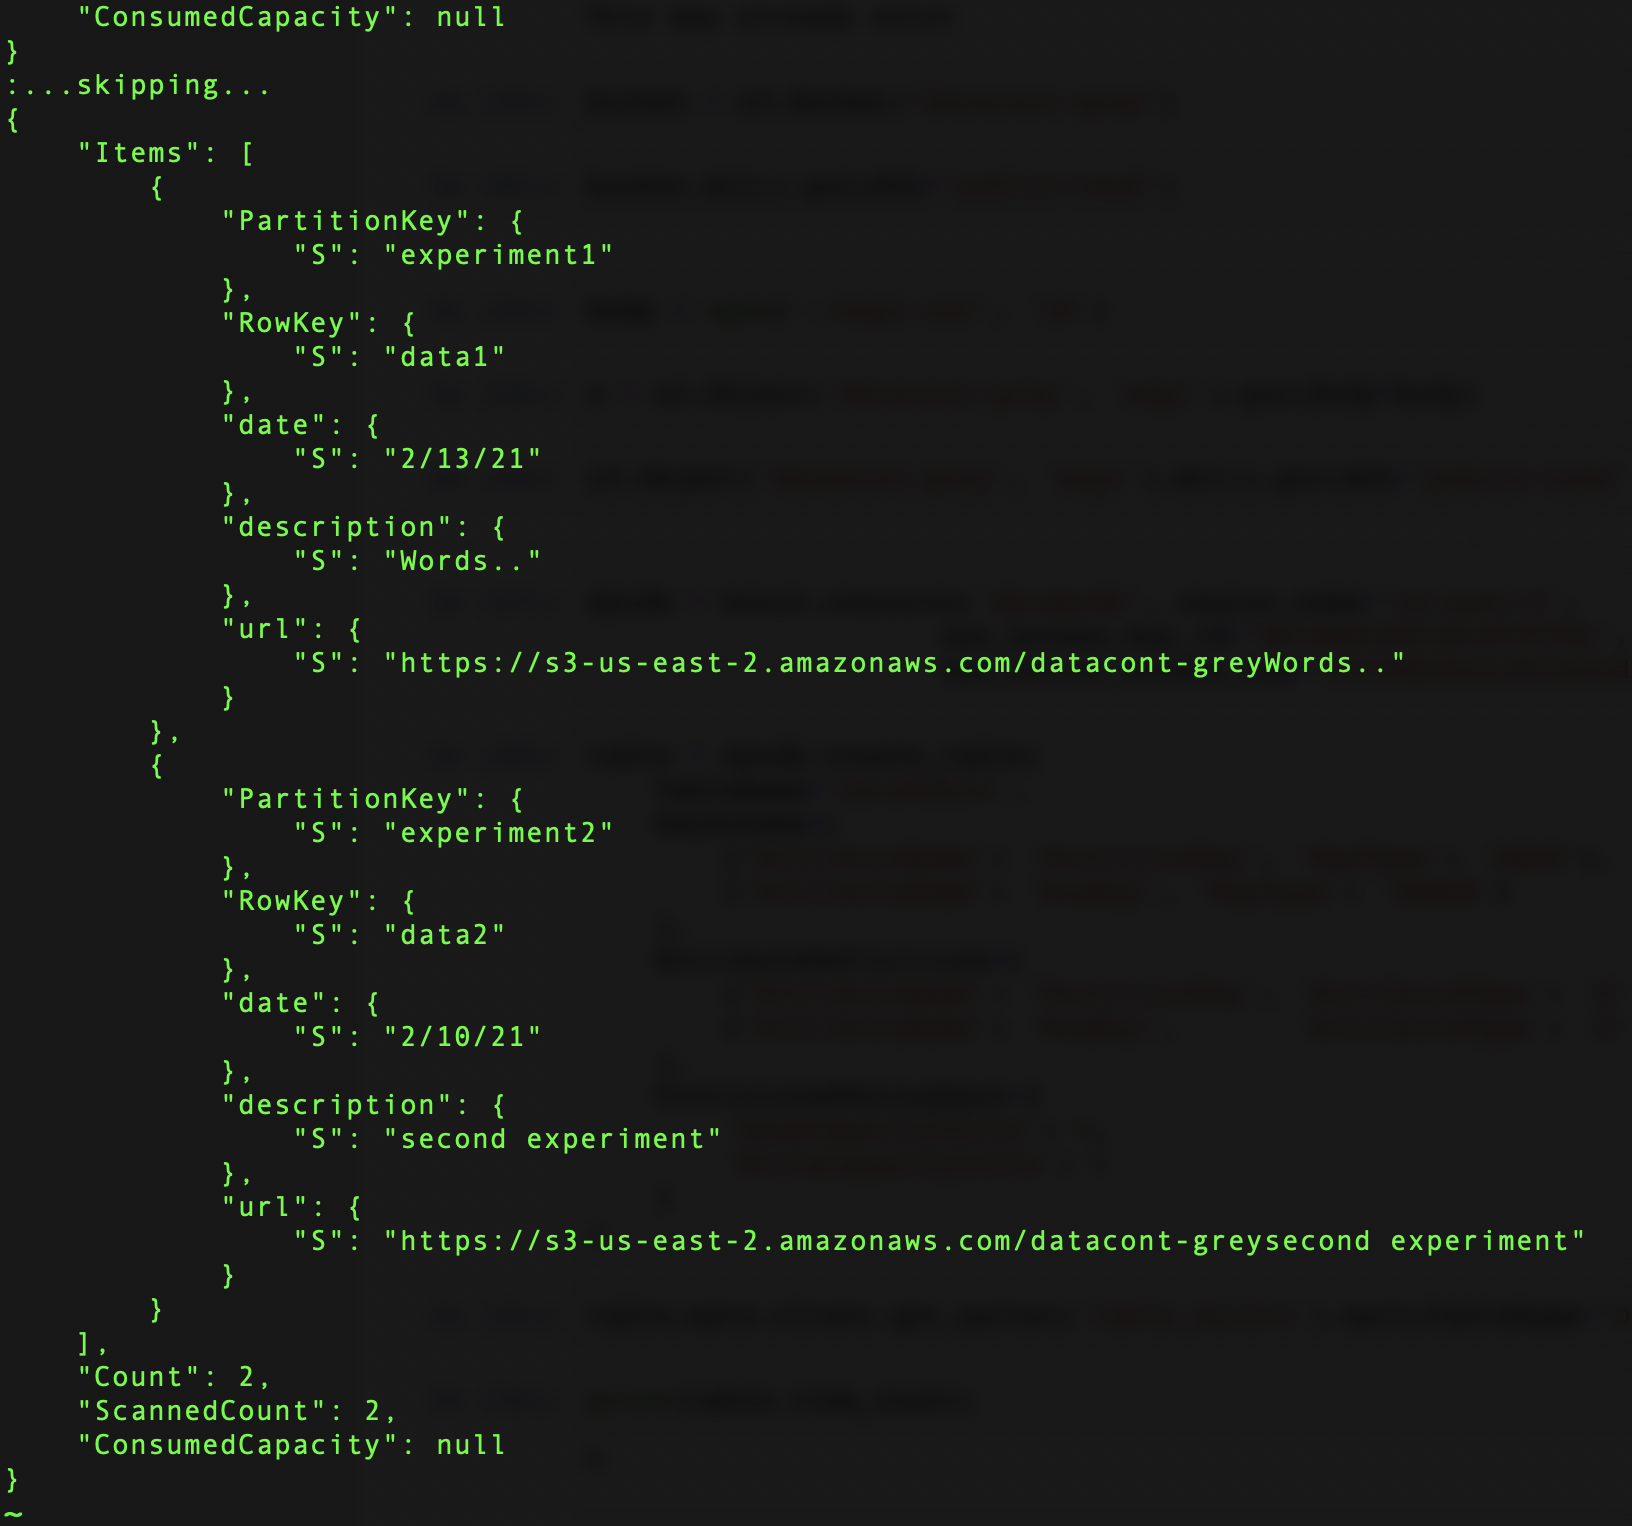 "ConsumedCapacity": null
}
:...skipping...
{
"Items": [
{
"PartitionKey": {
"S": "experiment1"
},
"RowKey": {
"S": "data1"
},
"date": {
"S": "2/13/21"
},
"description": {
"S": "Words.."
},
"url": {
"S": "https://s3-us-east-2.amazonaws.com/datacont-greyWords.."
}
},
{
"PartitionKey": {
"S": "experiment2"
},
"RowKey": {
"S": "data2"
},
"date": {
"S": "2/10/21"
},
"description": {
"S": "second experiment"
},
"url": {
"S": "https://s3-us-east-2.amazonaws.com/datacont-greysecond experiment"
}
}
],
"Count": 2,
"ScannedCount": 2,
"ConsumedCapacity": null
}
~